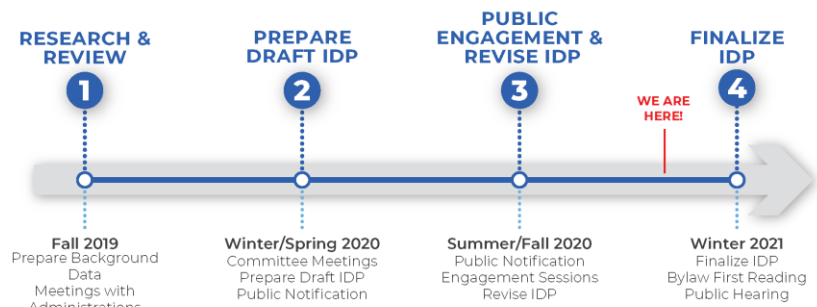 RESEARCH &
REVIEW
1
PREPARE
DRAFT IDP
2
PUBLIC
ENGAGEMENT &
REVISE IDP
3
FINALIZE
IDP
4
WE ARE
HERE!
Fall 2019
Prepare Background
Data
Meetings with
Administrations
Winter/Spring 2020
Committee Meetings
Prepare Draft IDP
Public Notification
Summer/Fall 2020
Public Notification
Engagement Sessions
Revise IDP
Winter 2021
Finalize IDP
Bylaw First Reading
Public Hearing